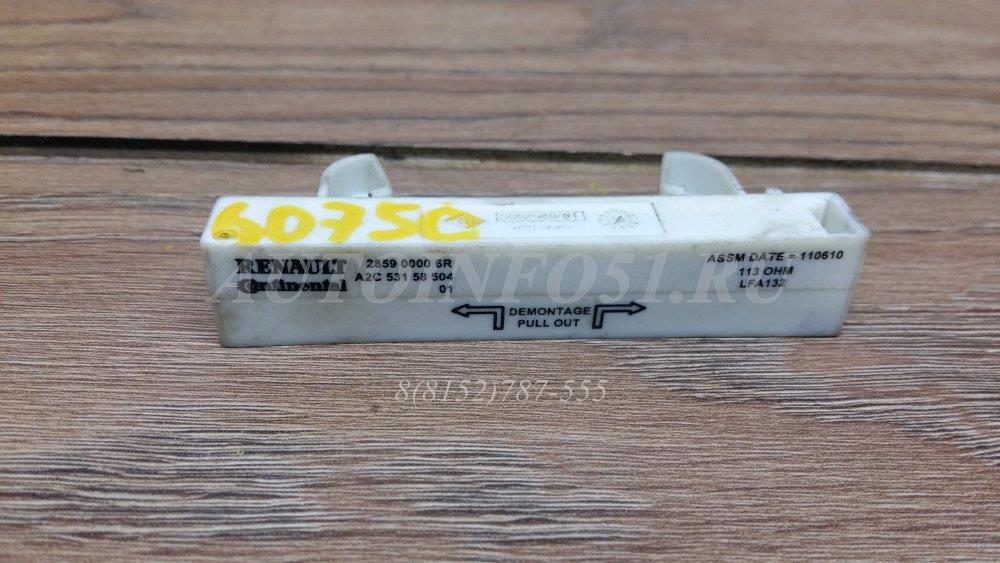 6075C
RENAULT 2859 0000 6R
Continental A2C 531 58 504
01
ASSM DATE = 110610
113 OHM
LFA132
DEMONTAGE
PULL OUT
AUTOINFO51.RU
8(8152)787-555